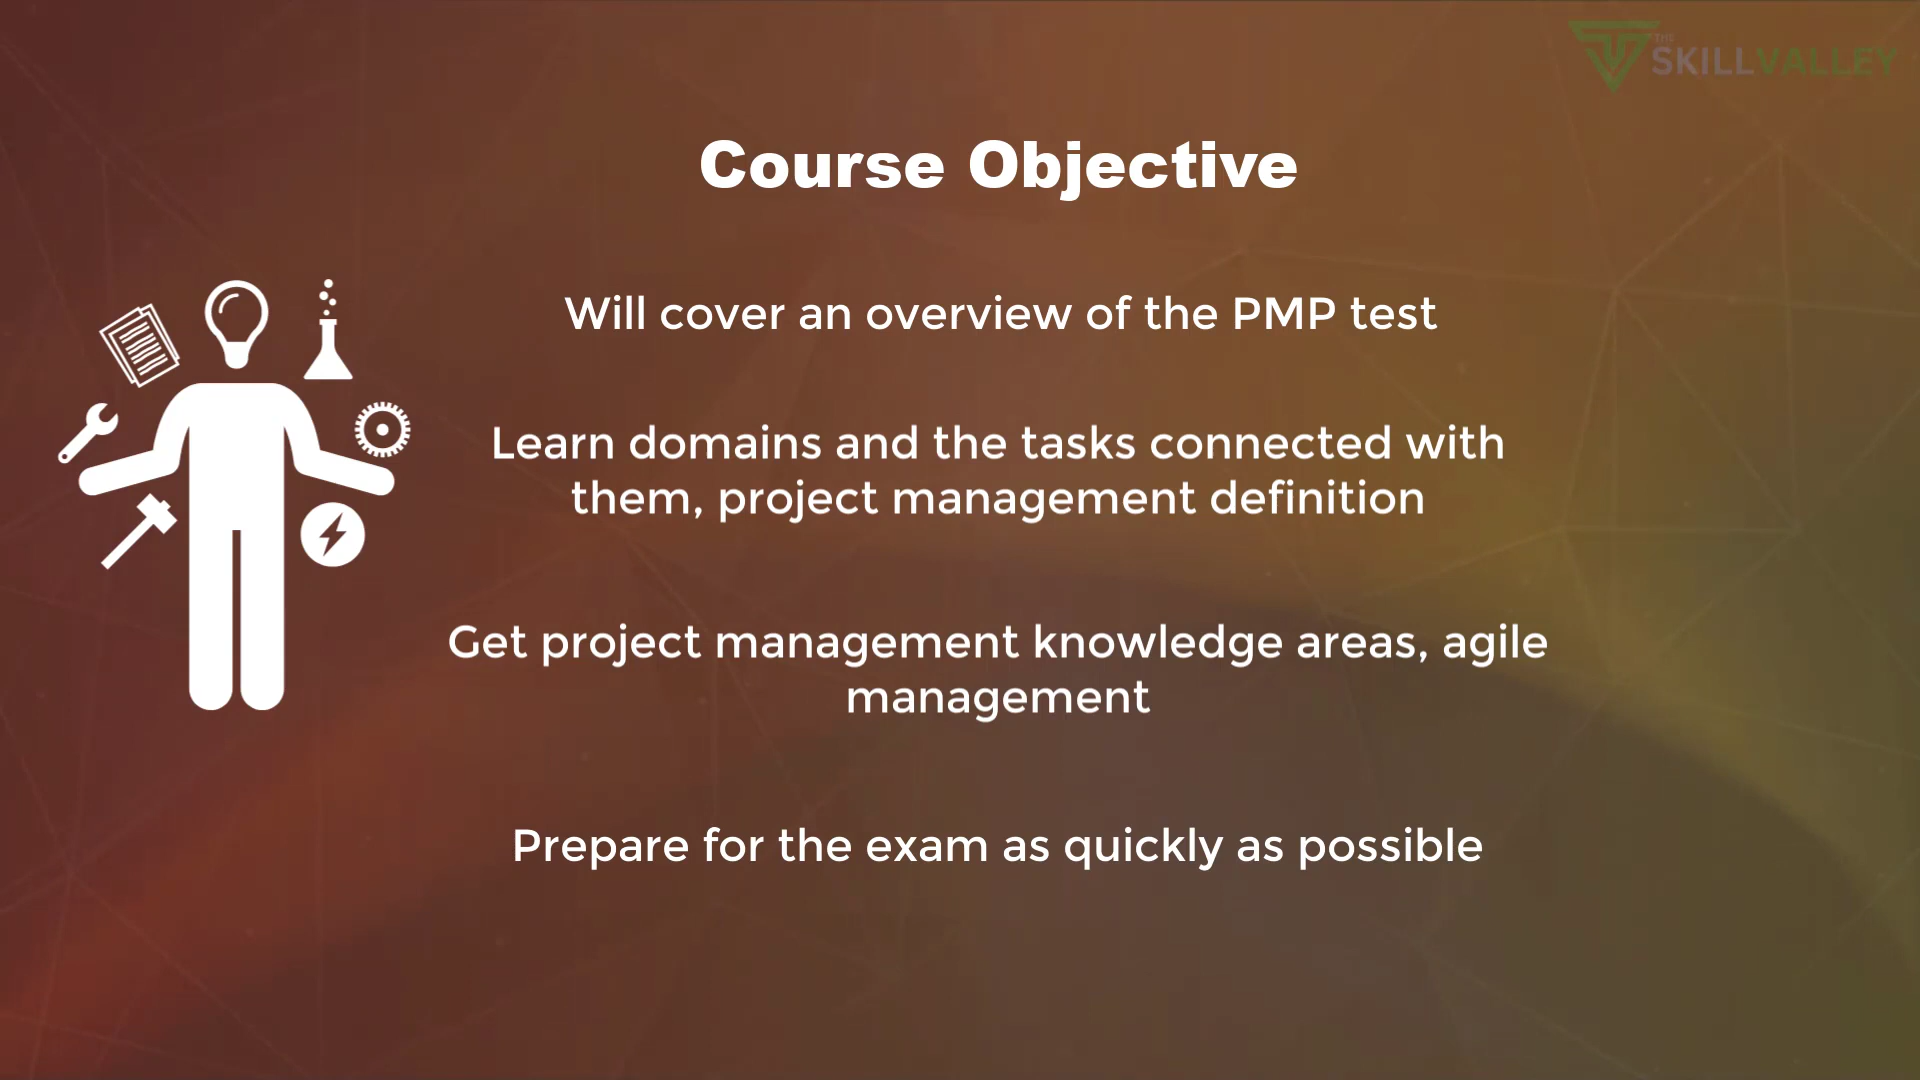 THE
SKILLVALLEY
Course Objective
Will cover an overview of the PMP test
Learn domains and the tasks connected with
them, project management definition
Get project management knowledge areas, agile
management
Prepare for the exam as quickly as possible